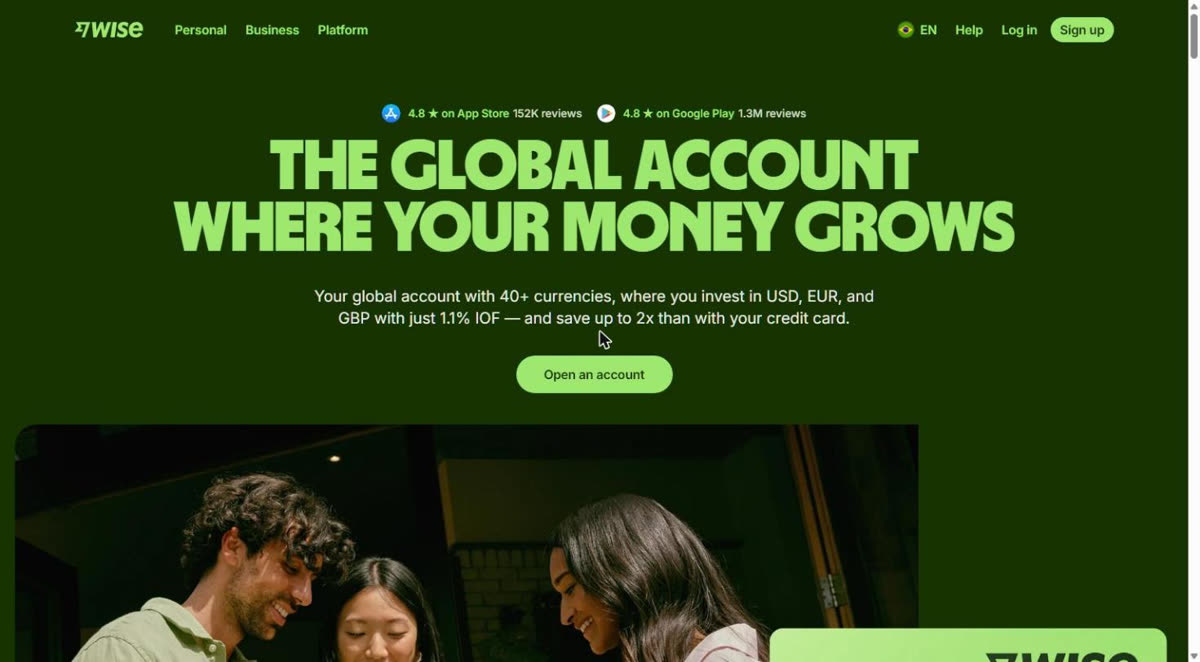 WISE
Personal
Business
Platform
EN
Help
Log in
Sign up
4.8 ★ on App Store 152K reviews
4.8 ★ on Google Play 1.3M reviews
THE GLOBAL ACCOUNT
WHERE YOUR MONEY GROWS
Your global account with 40+ currencies, where you invest in USD, EUR, and
GBP with just 1.1% IOF — and save up to 2x than with your credit card.
Open an account
WISE